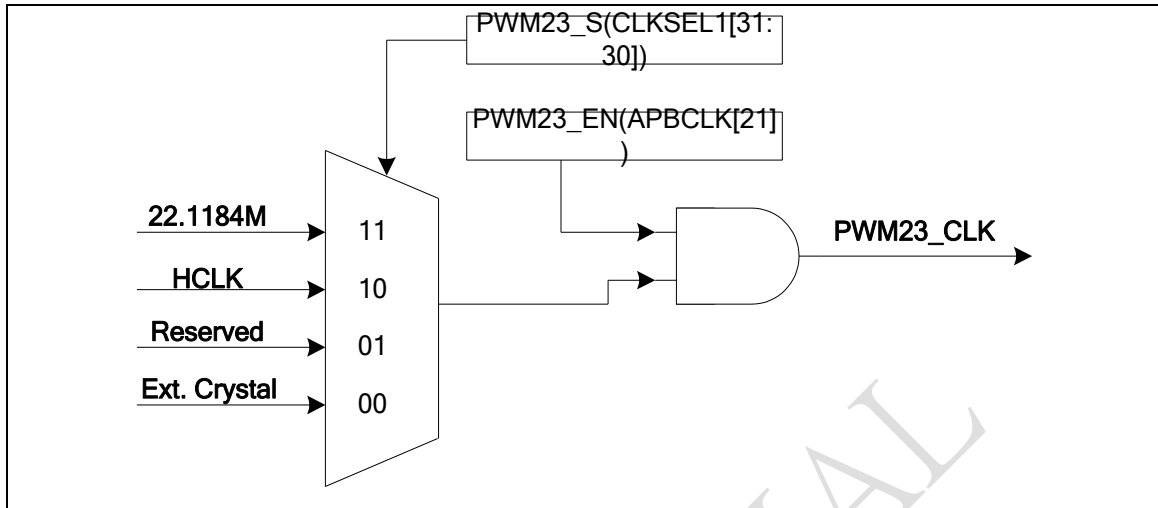 PWM23_S(CLKSEL1[31:
30])
PWM23_EN(APBCLK[21]
)
22.1184M
11
PWM23_CLK
HCLK
10
Reserved
01
Ext. Crystal
00